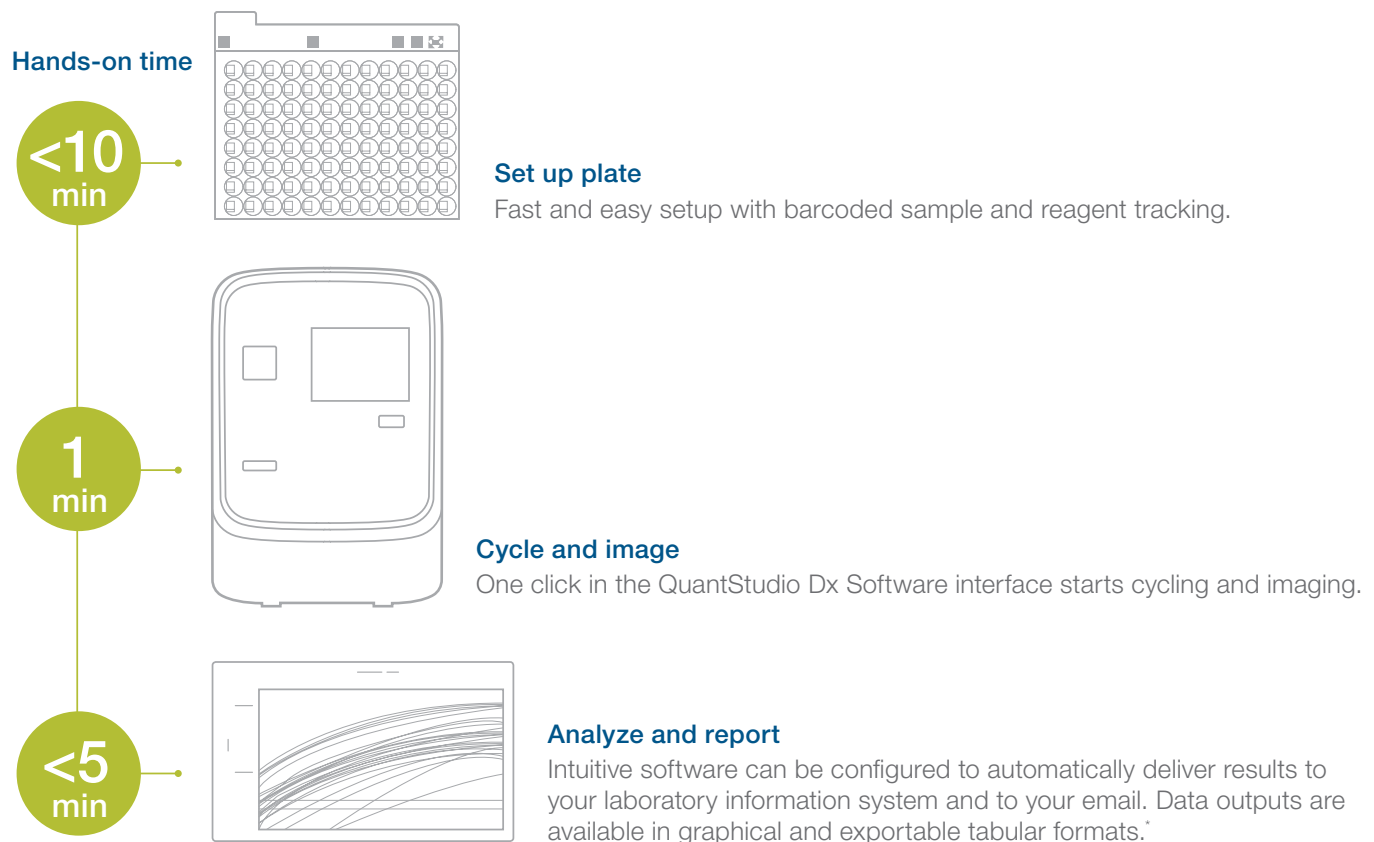 Hands-on time
<10
min
Set up plate
Fast and easy setup with barcoded sample and reagent tracking.
1
min
Cycle and image
One click in the QuantStudio Dx Software interface starts cycling and imaging.
<5
min
Analyze and report
Intuitive software can be configured to automatically deliver results to
your laboratory information system and to your email. Data outputs are
available in graphical and exportable tabular formats.*